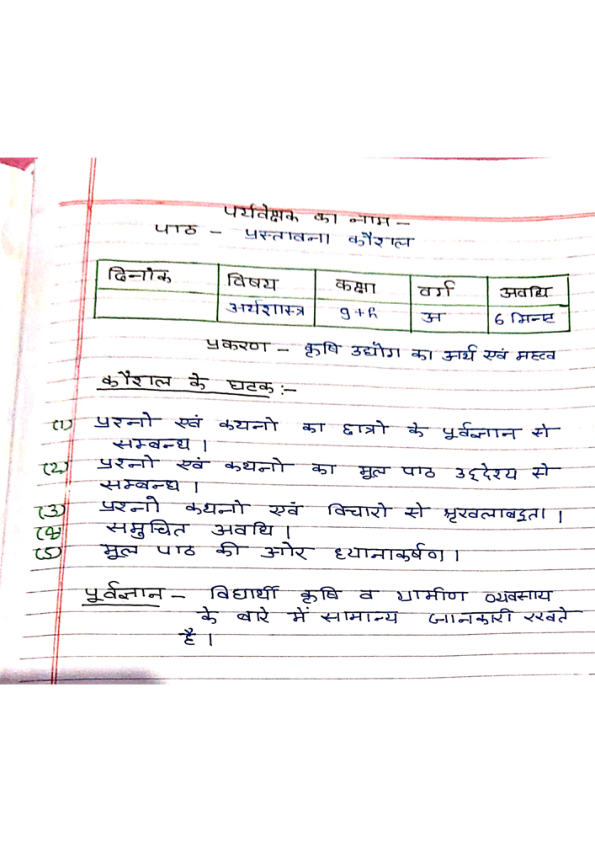 पर्यवेक्षक का नाम –
पाठ – प्रस्तावना कौशल
दिनांक विषय कक्षा वर्ग अवधि
अर्थशास्त्र 9th अ 6 मिनट
प्रकरण – कृषि उद्योग का अर्थ एवं महत्व
कौशल के घटक :-
(1) प्रश्नो एवं कथनो का छात्रो के पूर्वज्ञान से
सम्बन्ध ।
(2) प्रश्नो एवं कथनो का मूल पाठ उद्देश्य से
सम्बन्ध ।
(3) प्रश्नो कथनो एवं विचारो से श्रृंखलाबद्धता ।
(4) समुचित अवधि ।
(5) मूल पाठ की ओर ध्यानाकर्षण ।
पूर्वज्ञान – विद्यार्थी कृषि व ग्रामीण व्यवसाय
के बारे में सामान्य जानकारी रखते
है ।